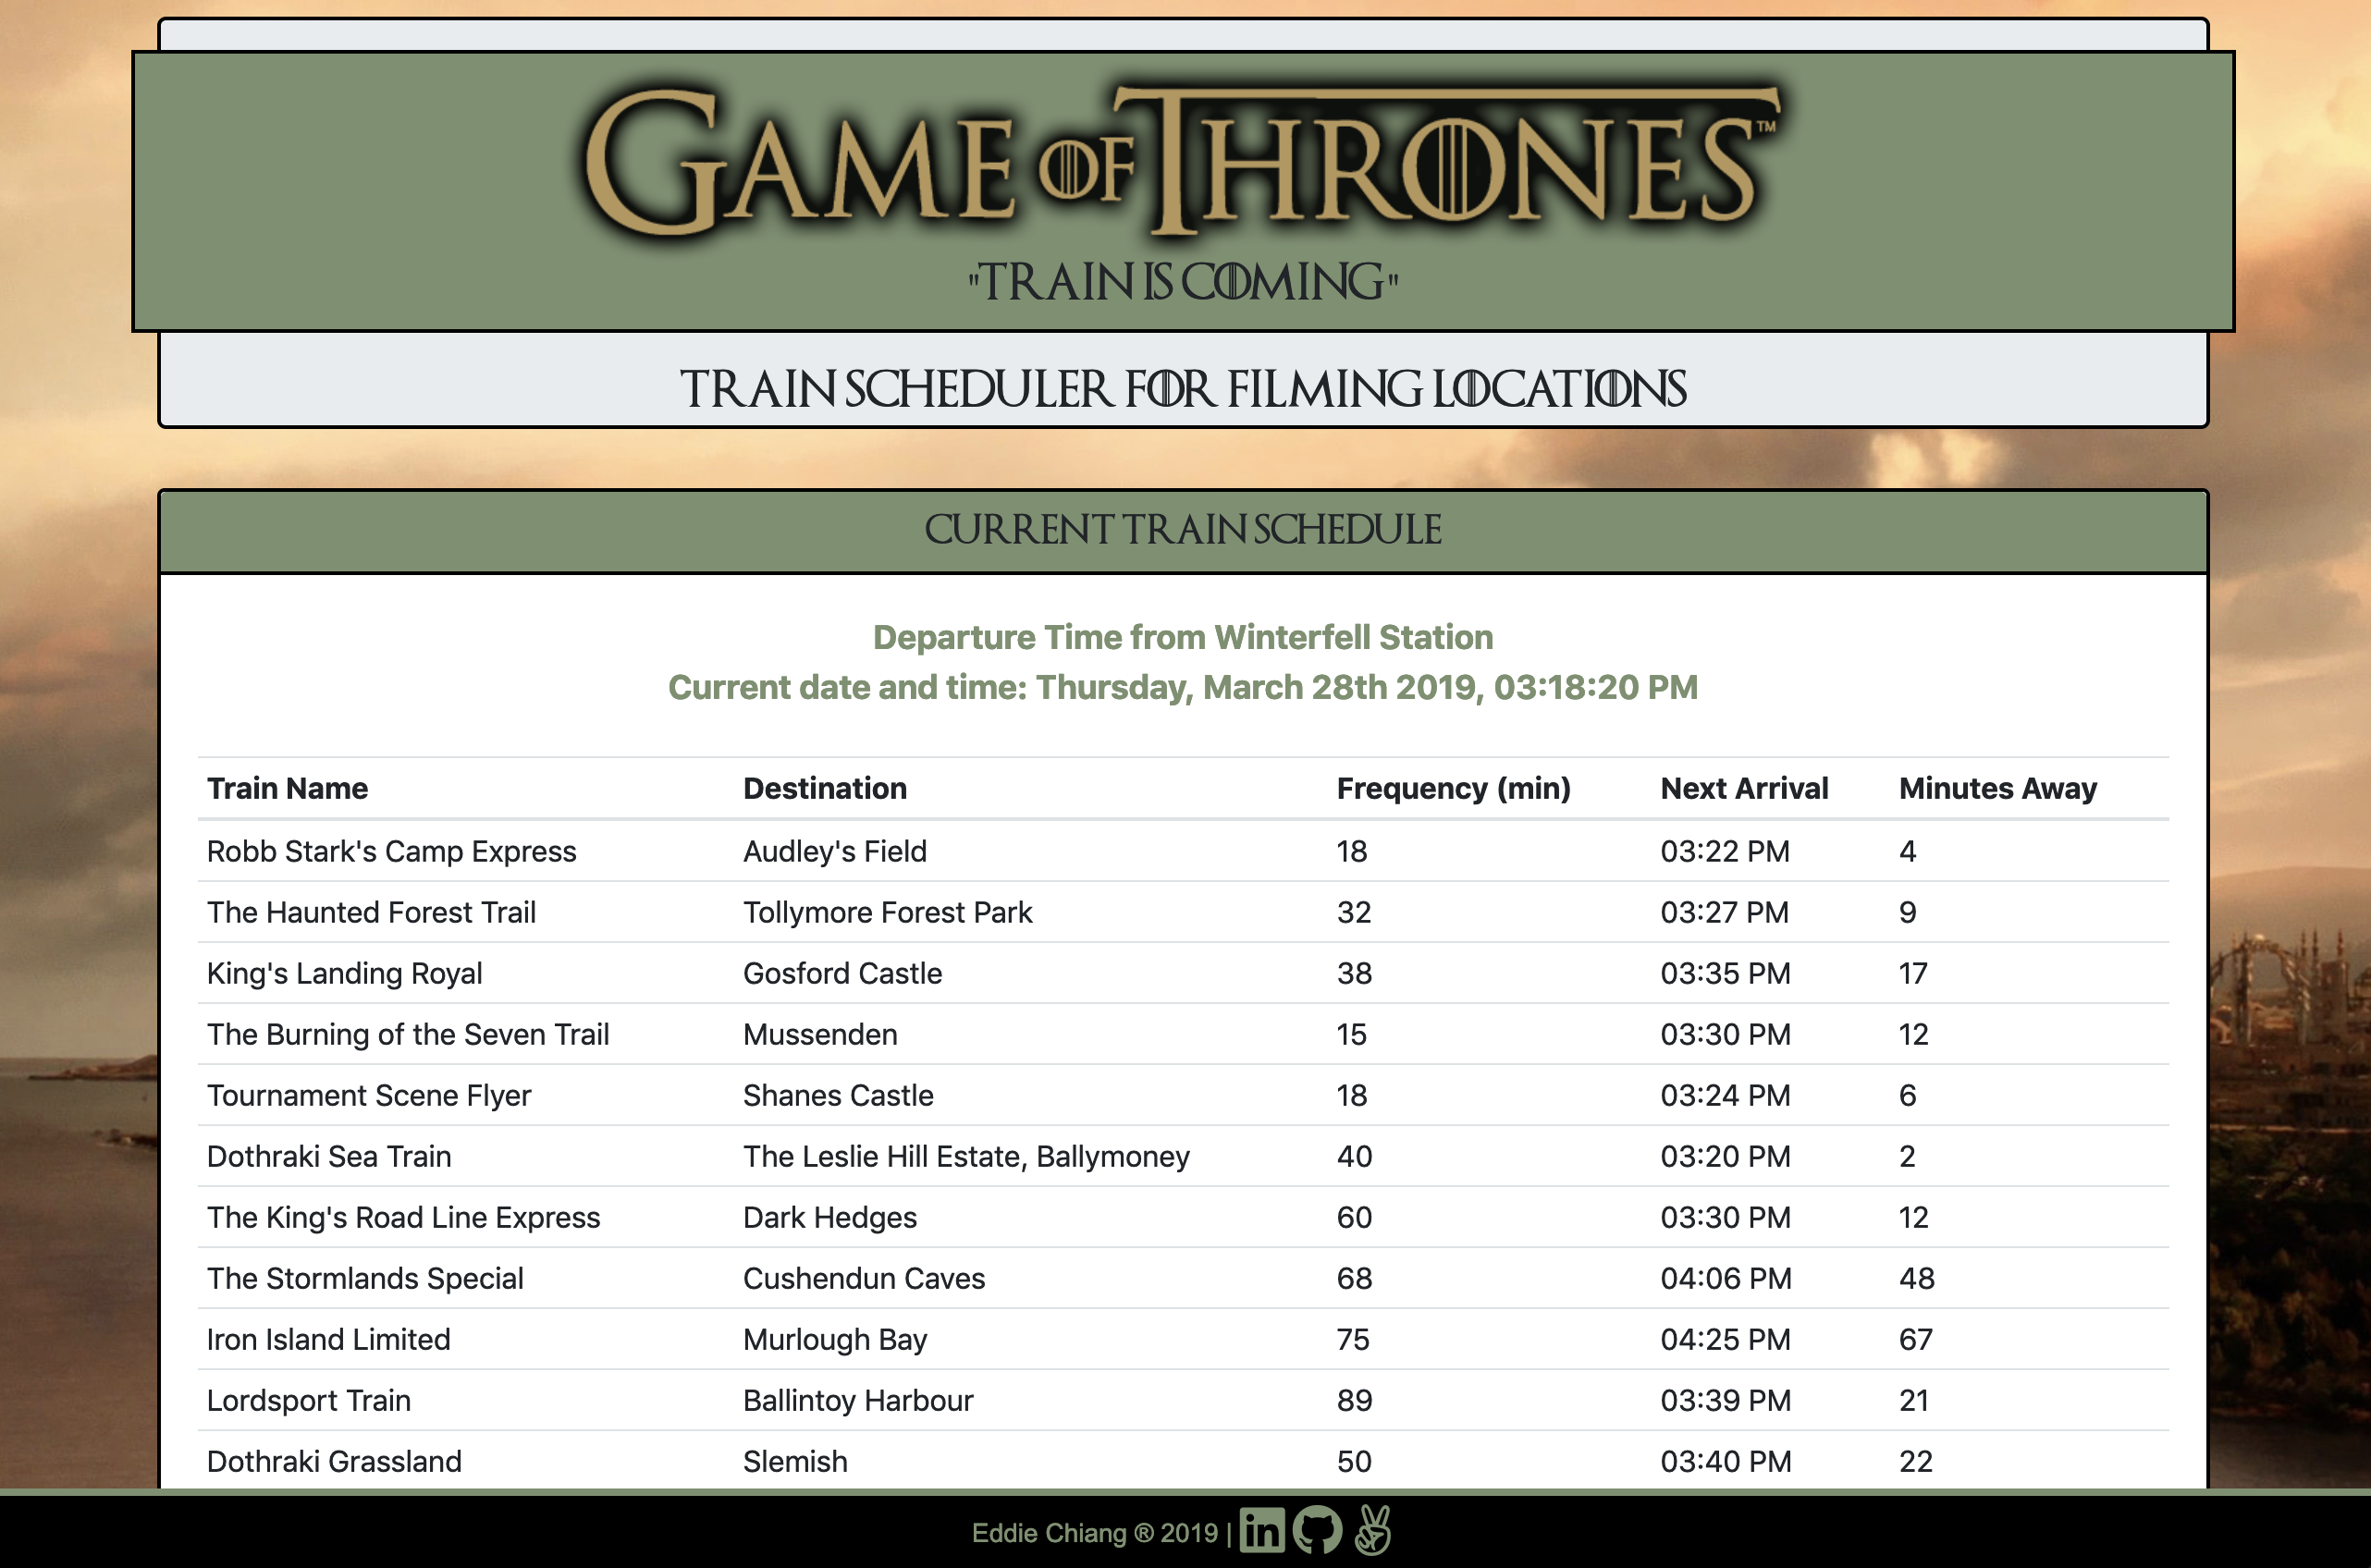 GAME OF THRONES™
"TRAIN IS COMING"
TRAIN SCHEDULER FOR FILMING LOCATIONS
CURRENT TRAIN SCHEDULE
Departure Time from Winterfell Station
Current date and time: Thursday, March 28th 2019, 03:18:20 PM
Train Name Destination Frequency (min) Next Arrival Minutes Away
Robb Stark's Camp Express Audley's Field 18 03:22 PM 4
The Haunted Forest Trail Tollymore Forest Park 32 03:27 PM 9
King's Landing Royal Gosford Castle 38 03:35 PM 17
The Burning of the Seven Trail Mussenden 15 03:30 PM 12
Tournament Scene Flyer Shanes Castle 18 03:24 PM 6
Dothraki Sea Train The Leslie Hill Estate, Ballymoney 40 03:20 PM 2
The King's Road Line Express Dark Hedges 60 03:30 PM 12
The Stormlands Special Cushendun Caves 68 04:06 PM 48
Iron Island Limited Murlough Bay 75 04:25 PM 67
Lordsport Train Ballintoy Harbour 89 03:39 PM 21
Dothraki Grassland Slemish 50 03:40 PM 22
Eddie Chiang ® 2019 | in